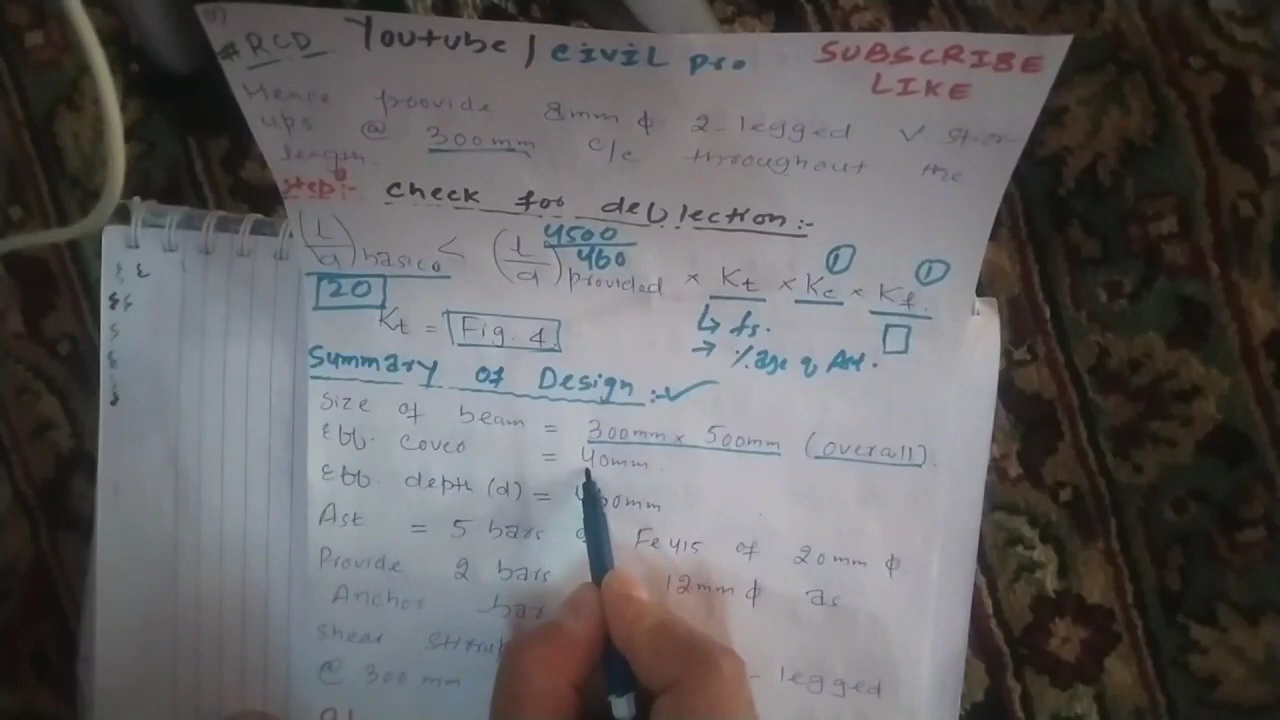 # RCD Youtube / civil pro SUBSCRIBE
LIKE
Hence provide 8mm ϕ 2-legged V. stirr-
ups @ 300mm c/c throughout the
length.
step:- check for deflection:-
(L/d) basic < (L/d) provided × Kt × Kc × Kf.
4500/460
① ①
20
↳ fs.
→ %age of Ast.
Kt = Fig. 4.
Summary of Design :- ✓
Size of beam = 300mm x 500mm (overall).
Eff. cover = 40mm.
Eff. depth (d) = 460mm
Ast = 5 bars Fe415 of 20mm ϕ
Provide 2 bars 12mm ϕ as
Anchor bar
Shear
@ 300 mm - legged